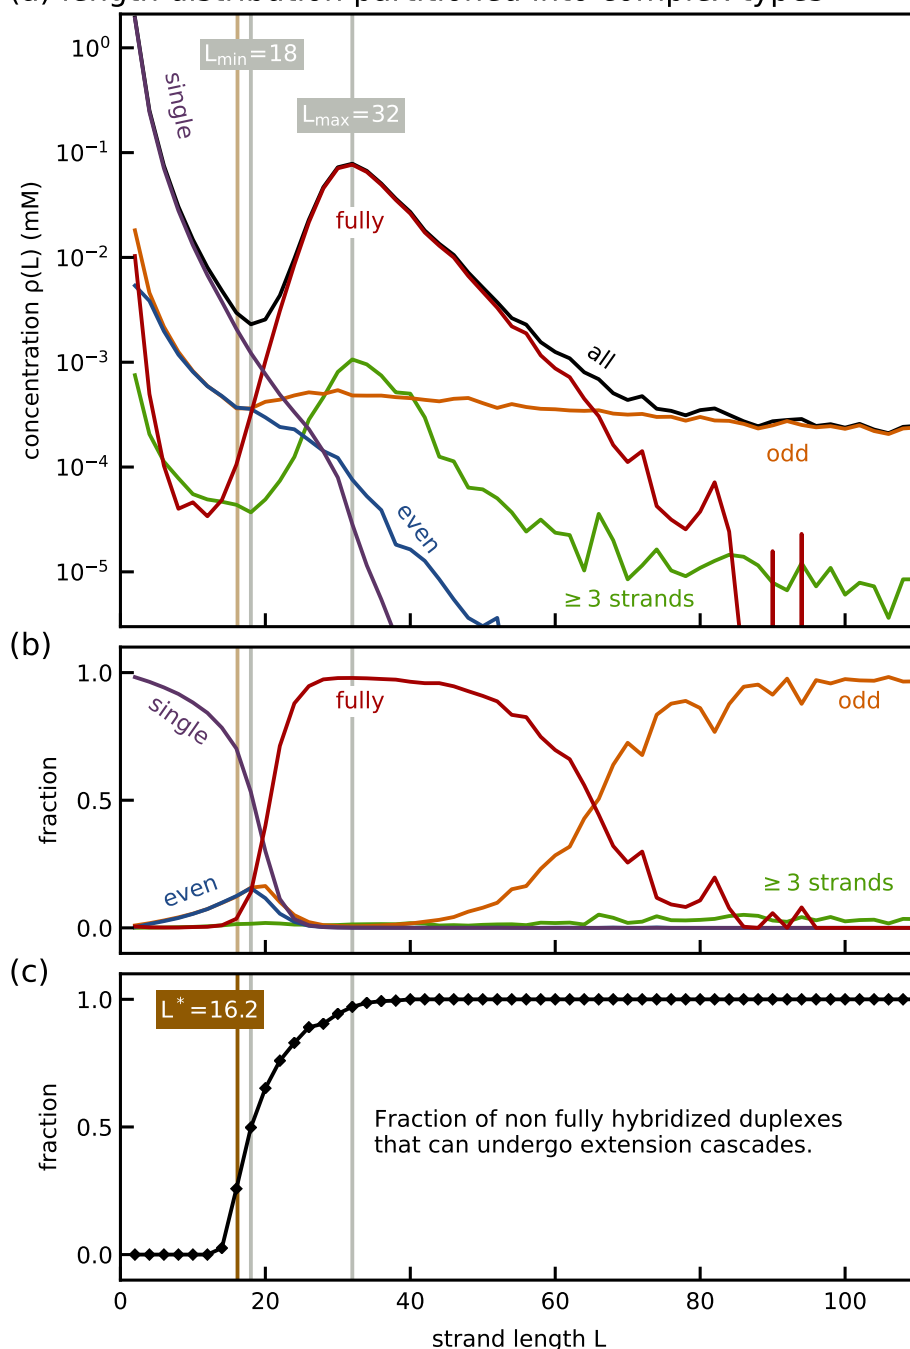 (a) length distribution partitioned into complex types
L_min=18
L_max=32
single
fully
all
odd
even
≥ 3 strands
10^0
10^-1
10^-2
10^-3
10^-4
10^-5
concentration ρ(L) (mM)
(b)
1.0
0.5
0.0
fraction
single
fully
odd
even
≥ 3 strands
(c)
L*=16.2
1.0
0.5
0.0
fraction
Fraction of non fully hybridized duplexes
that can undergo extension cascades.
0 20 40 60 80 100
strand length L